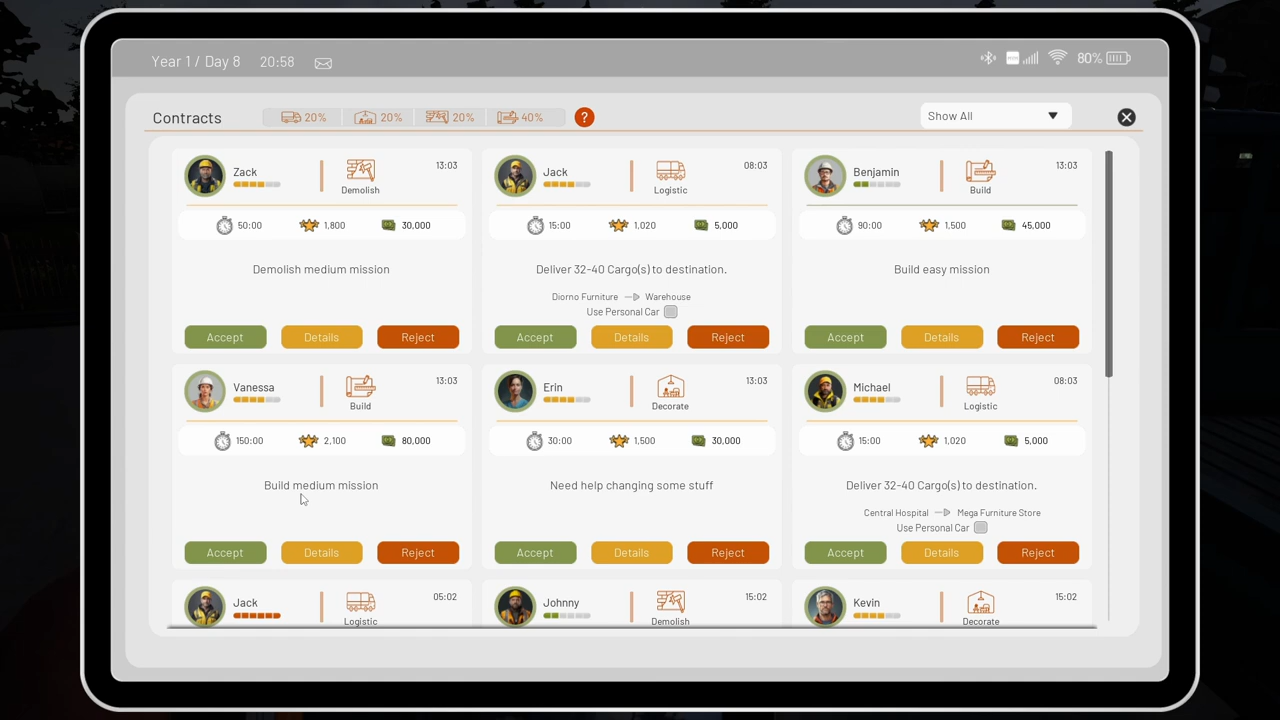 Year 1 / Day 8 20:58 80%
Contracts 20% 20% 20% 40% ? Show All
Zack Demolish 13:03
50:00 1,800 30,000
Demolish medium mission
Accept Details Reject
Jack Logistic 08:03
15:00 1,020 5,000
Deliver 32-40 Cargo(s) to destination.
Diorno Furniture Warehouse
Use Personal Car
Accept Details Reject
Benjamin Build 13:03
90:00 1,500 45,000
Build easy mission
Accept Details Reject
Vanessa Build 13:03
150:00 2,100 80,000
Build medium mission
Accept Details Reject
Erin Decorate 13:03
30:00 1,500 30,000
Need help changing some stuff
Accept Details Reject
Michael Logistic 08:03
15:00 1,020 5,000
Deliver 32-40 Cargo(s) to destination.
Central Hospital Mega Furniture Store
Use Personal Car
Accept Details Reject
Jack Logistic 05:02
Johnny Demolish 15:02
Kevin Decorate 15:02